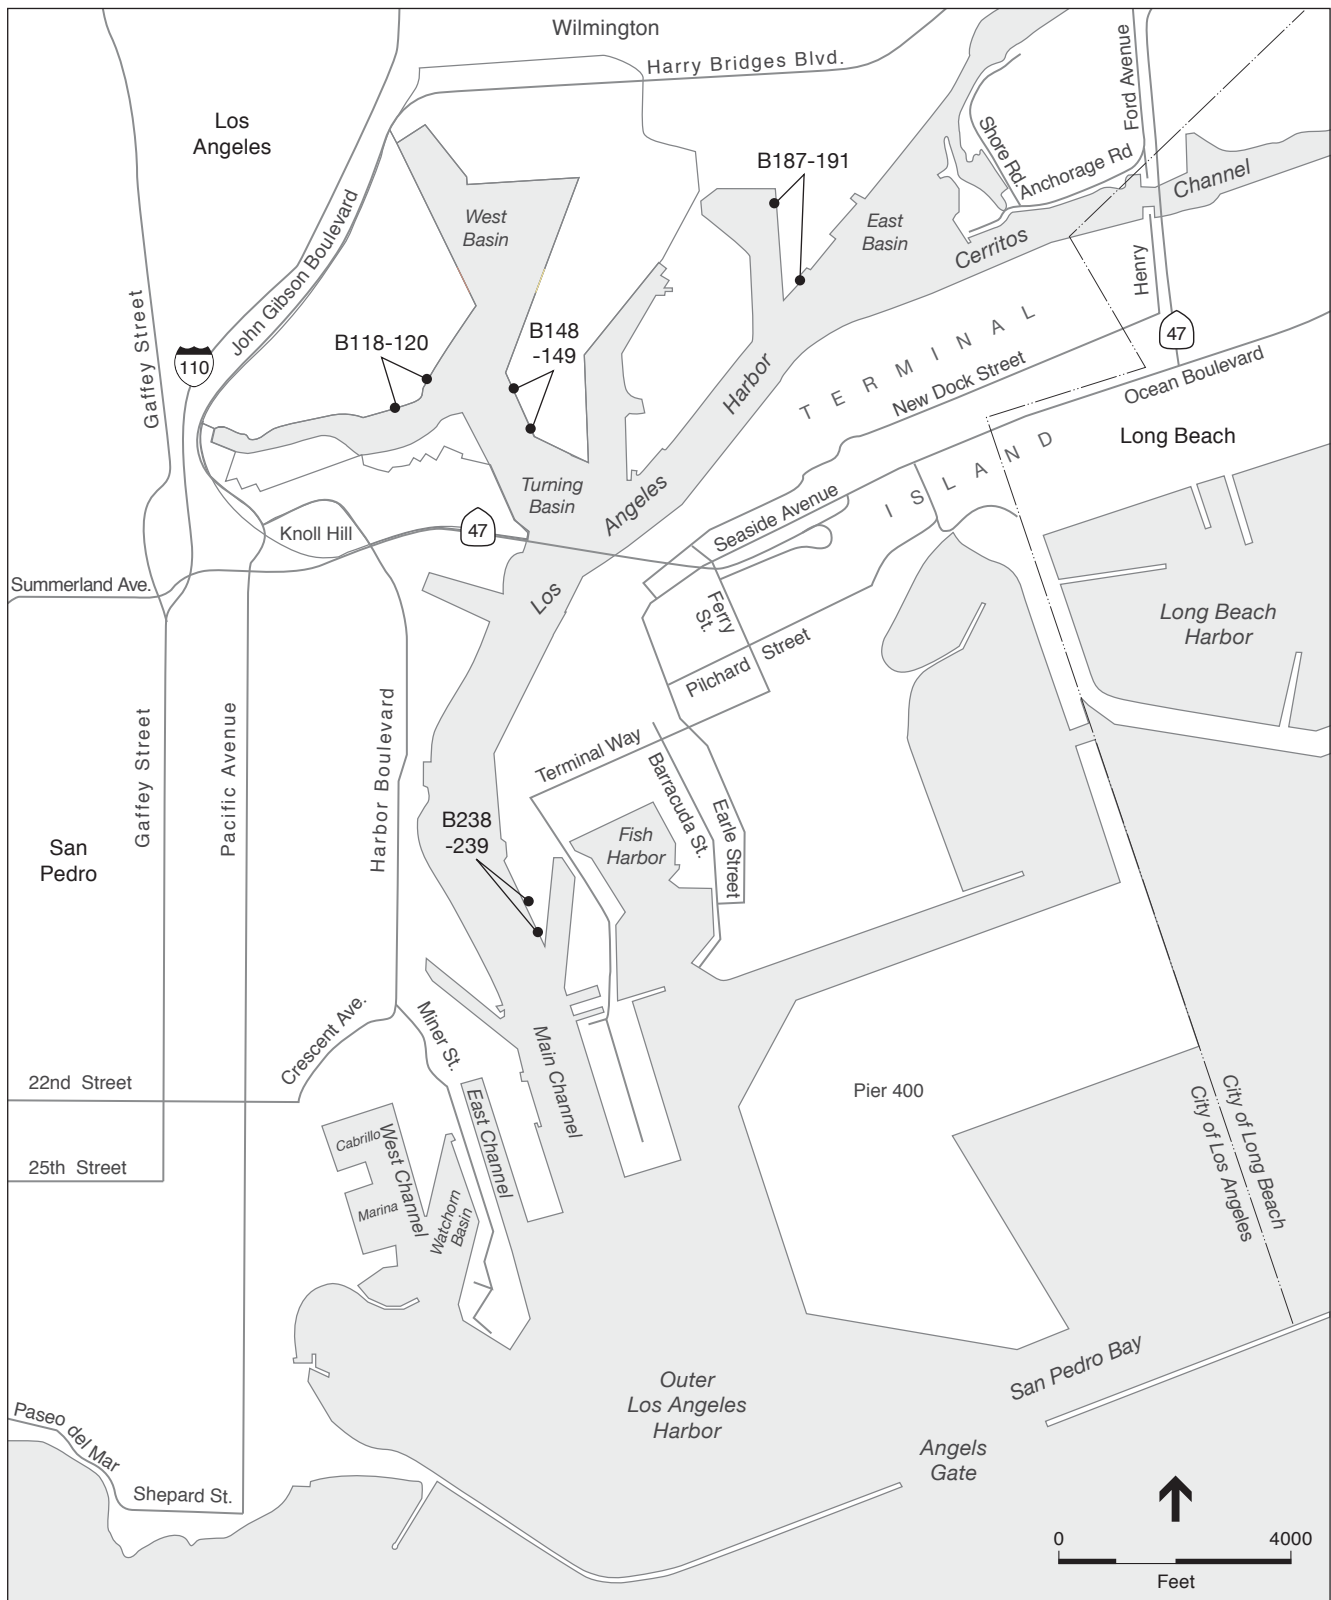 Wilmington
Harry Bridges Blvd.
Ford Avenue
Los
Angeles
Shore Rd.
Anchorage Rd
B187-191
Channel
West
Basin
East
Basin
Cerritos
John Gibson Boulevard
Henry
Gaffey Street
B118-120
B148
-149
47
110
TERMINAL
New Dock Street
Harbor
Ocean Boulevard
Long Beach
ISLAND
Turning
Basin
Angeles
Seaside Avenue
Knoll Hill
47
Summerland Ave.
Los
Ferry
St.
Long Beach
Harbor
Pilchard Street
Gaffey Street
Pacific Avenue
Harbor Boulevard
Terminal Way
Barracuda St.
Earle Street
B238
-239
Fish
Harbor
San
Pedro
Crescent Ave.
Miner St.
Main Channel
22nd Street
East Channel
Pier 400
City of Long Beach
City of Los Angeles
Cabrillo
Marina
West Channel
25th Street
Watchorn
Basin
San Pedro Bay
Outer
Los Angeles
Harbor
Paseo del Mar
Angels
Gate
Shepard St.
0 4000
Feet